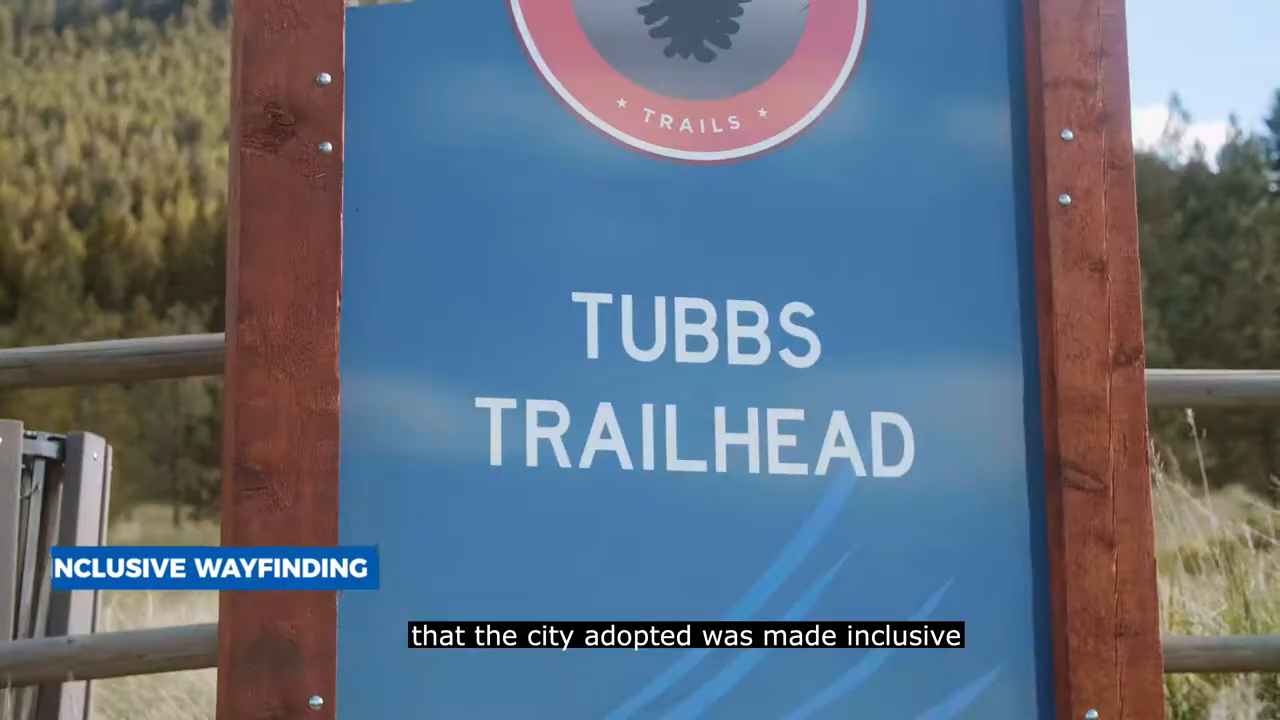 ★ TRAILS ★
TUBBS
TRAILHEAD
NCLUSIVE WAYFINDING
that the city adopted was made inclusive